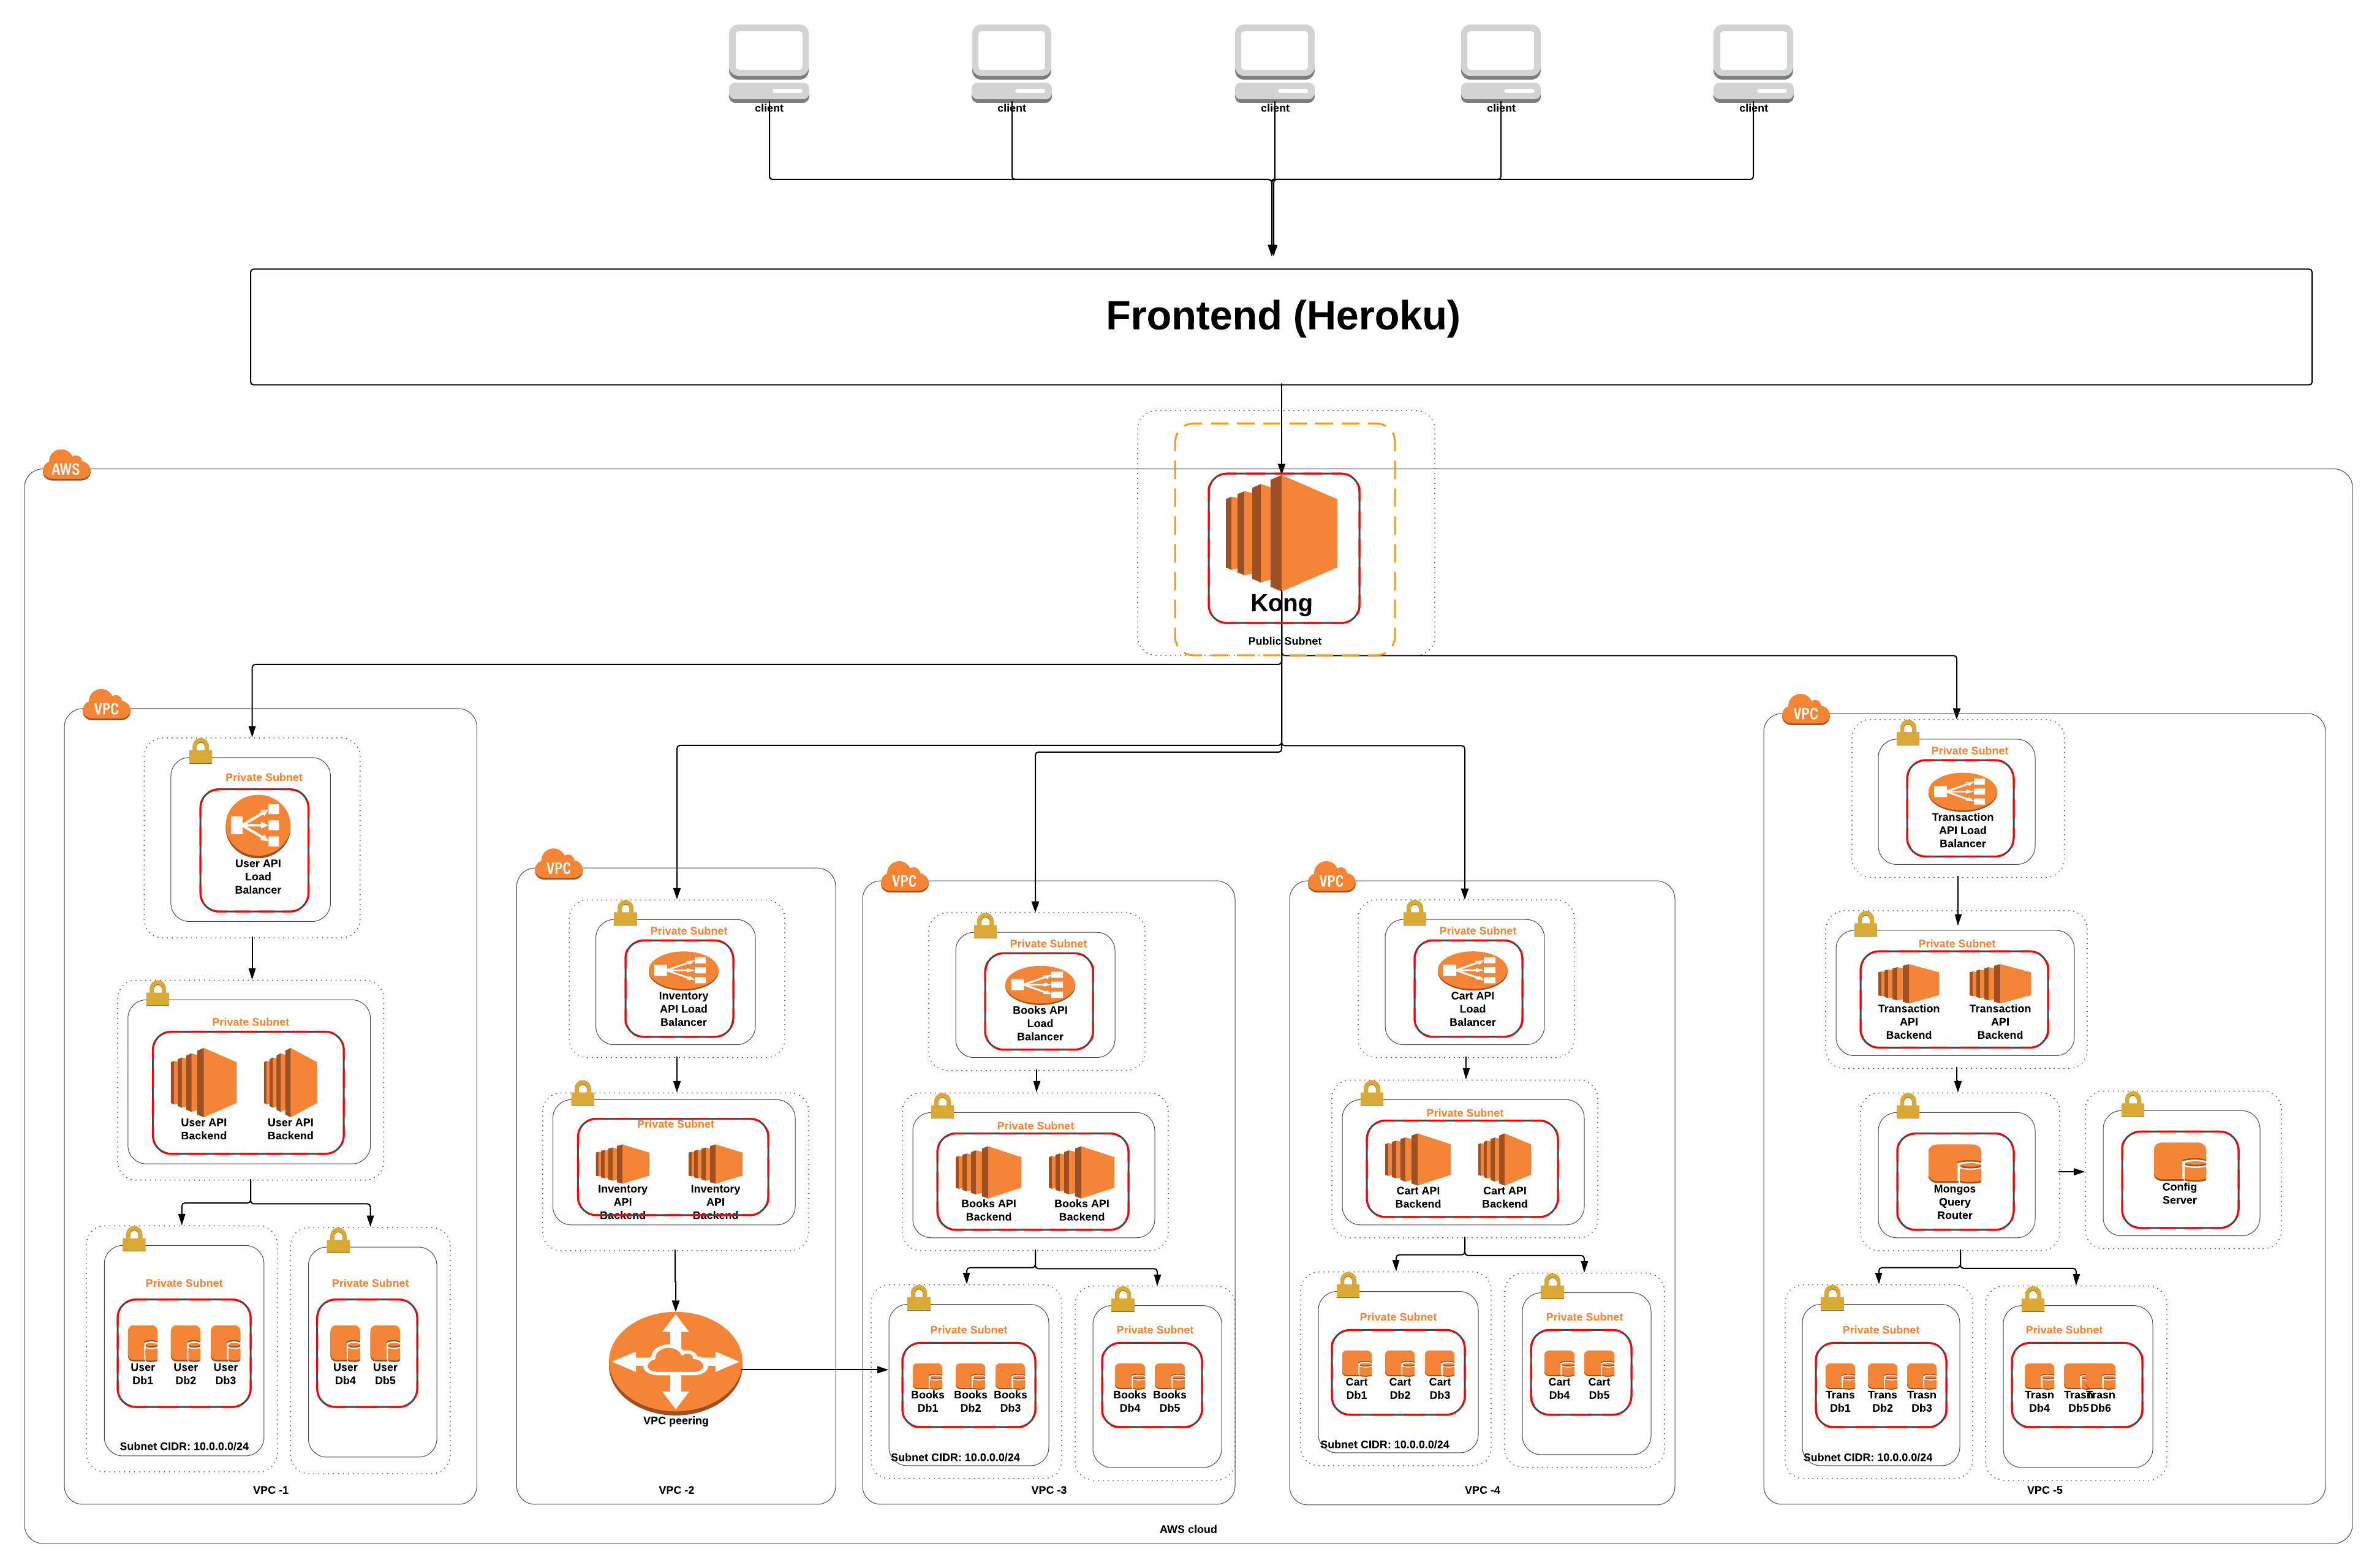 client
client
client
client
client
Frontend (Heroku)
AWS
Kong
Public Subnet
VPC
Private Subnet
User API
Load
Balancer
Private Subnet
User API
Backend
User API
Backend
Private Subnet
User
Db1
User
Db2
User
Db3
Subnet CIDR: 10.0.0.0/24
Private Subnet
User
Db4
User
Db5
VPC -1
VPC
Private Subnet
Inventory
API Load
Balancer
Private Subnet
Inventory
API
Backend
Inventory
API
Backend
VPC peering
VPC -2
VPC
Private Subnet
Books API
Load
Balancer
Private Subnet
Books API
Backend
Books API
Backend
Private Subnet
Books
Db1
Books
Db2
Books
Db3
Subnet CIDR: 10.0.0.0/24
Private Subnet
Books
Db4
Books
Db5
VPC -3
VPC
Private Subnet
Cart API
Load
Balancer
Private Subnet
Cart API
Backend
Cart API
Backend
Private Subnet
Cart
Db1
Cart
Db2
Cart
Db3
Subnet CIDR: 10.0.0.0/24
Private Subnet
Cart
Db4
Cart
Db5
VPC -4
VPC
Private Subnet
Transaction
API Load
Balancer
Private Subnet
Transaction
API
Backend
Transaction
API
Backend
Mongos
Query
Router
Config
Server
Private Subnet
Trans
Db1
Trans
Db2
Trasn
Db3
Subnet CIDR: 10.0.0.0/24
Private Subnet
Trasn
Db4
Trasn
Db5
Trasn
Db6
VPC -5
AWS cloud